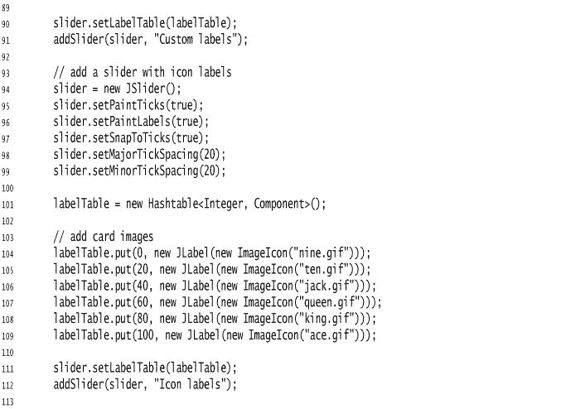 89
90 slider.setLabelTable(labelTable);
91 addSlider(slider, "Custom labels");
92
93 // add a slider with icon labels
94 slider = new JSlider();
95 slider.setPaintTicks(true);
96 slider.setPaintLabels(true);
97 slider.setSnapToTicks(true);
98 slider.setMajorTickSpacing(20);
99 slider.setMinorTickSpacing(20);
100
101 labelTable = new Hashtable<Integer, Component>();
102
103 // add card images
104 labelTable.put(0, new JLabel(new ImageIcon("nine.gif")));
105 labelTable.put(20, new JLabel(new ImageIcon("ten.gif")));
106 labelTable.put(40, new JLabel(new ImageIcon("jack.gif")));
107 labelTable.put(60, new JLabel(new ImageIcon("queen.gif")));
108 labelTable.put(80, new JLabel(new ImageIcon("king.gif")));
109 labelTable.put(100, new JLabel(new ImageIcon("ace.gif")));
110
111 slider.setLabelTable(labelTable);
112 addSlider(slider, "Icon labels");
113